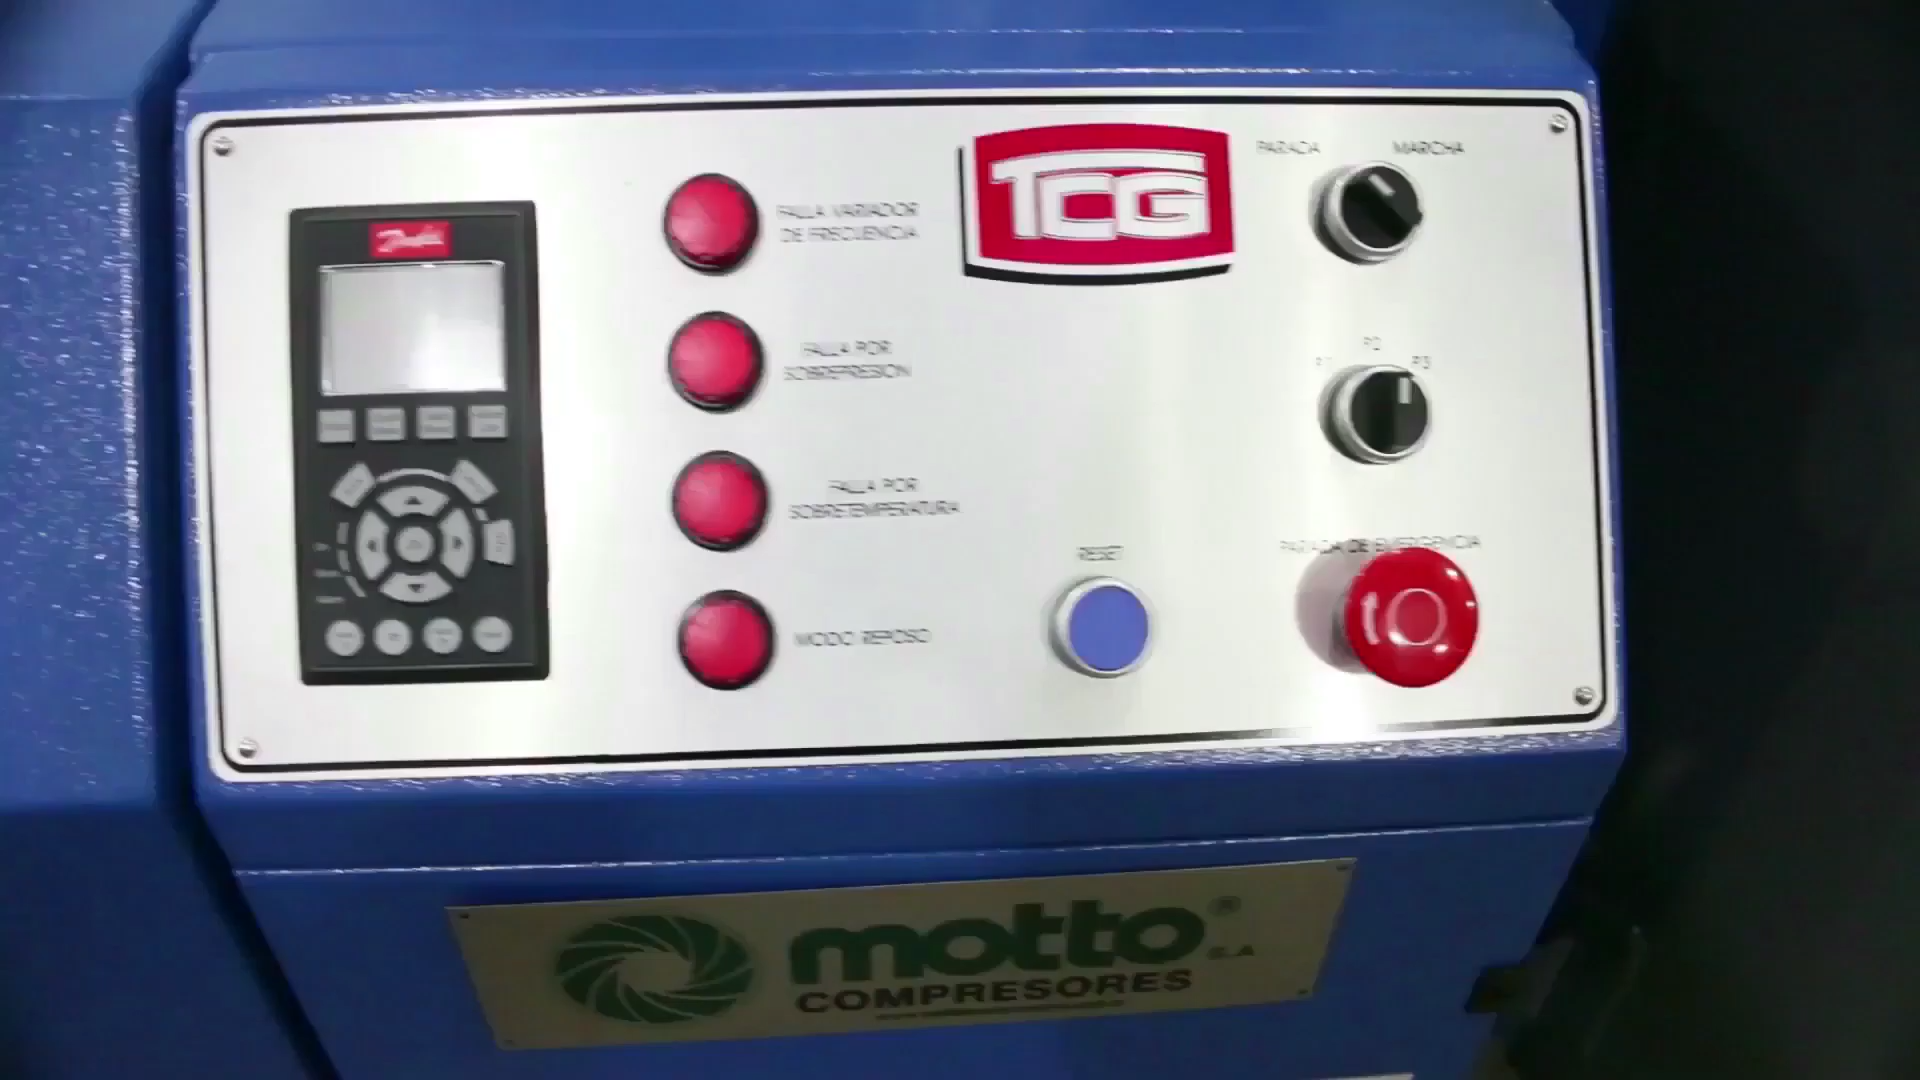 Danfoss
FALLA VARIADOR
DE FRECUENCIA
FALLA POR
SOBREPRESION
FALLA POR
SOBRETEMPERATURA
MODO REPOSO
TCG
PARADA
MARCHA
P1
P2
P3
RESET
PARADA DE EMERGENCIA
motto®
S.A
COMPRESORES